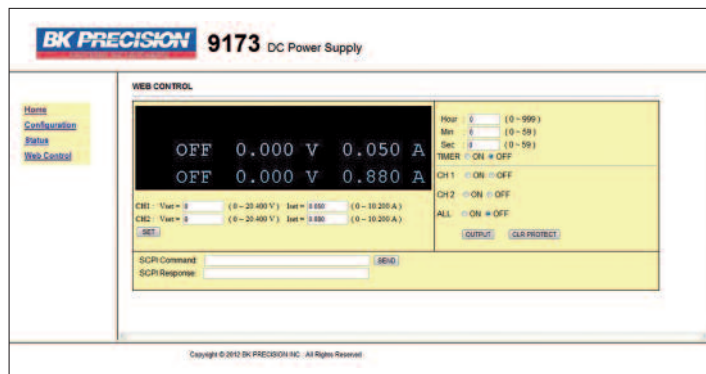 BK PRECISION 9173 DC Power Supply
WEB CONTROL
Home
Configuration
Status
Web Control
OFF 0.000 V 0.050 A
OFF 0.000 V 0.880 A
CH1 : Vset = 0 ( 0 ~ 20.400 V ) Iset = 0.050 ( 0 ~ 10.200 A )
CH2 : Vset = 0 ( 0 ~ 20.400 V ) Iset = 0.880 ( 0 ~ 10.200 A )
SET
Hour : 0 ( 0 ~ 999 )
Min : 0 ( 0 ~ 59 )
Sec : 0 ( 0 ~ 59 )
TIMER ON OFF
CH 1 ON OFF
CH 2 ON OFF
ALL ON OFF
OUTPUT CLR PROTECT
SCPI Command: SEND
SCPI Response:
Copyright © 2012 BK PRECISION INC. All Rights Reserved